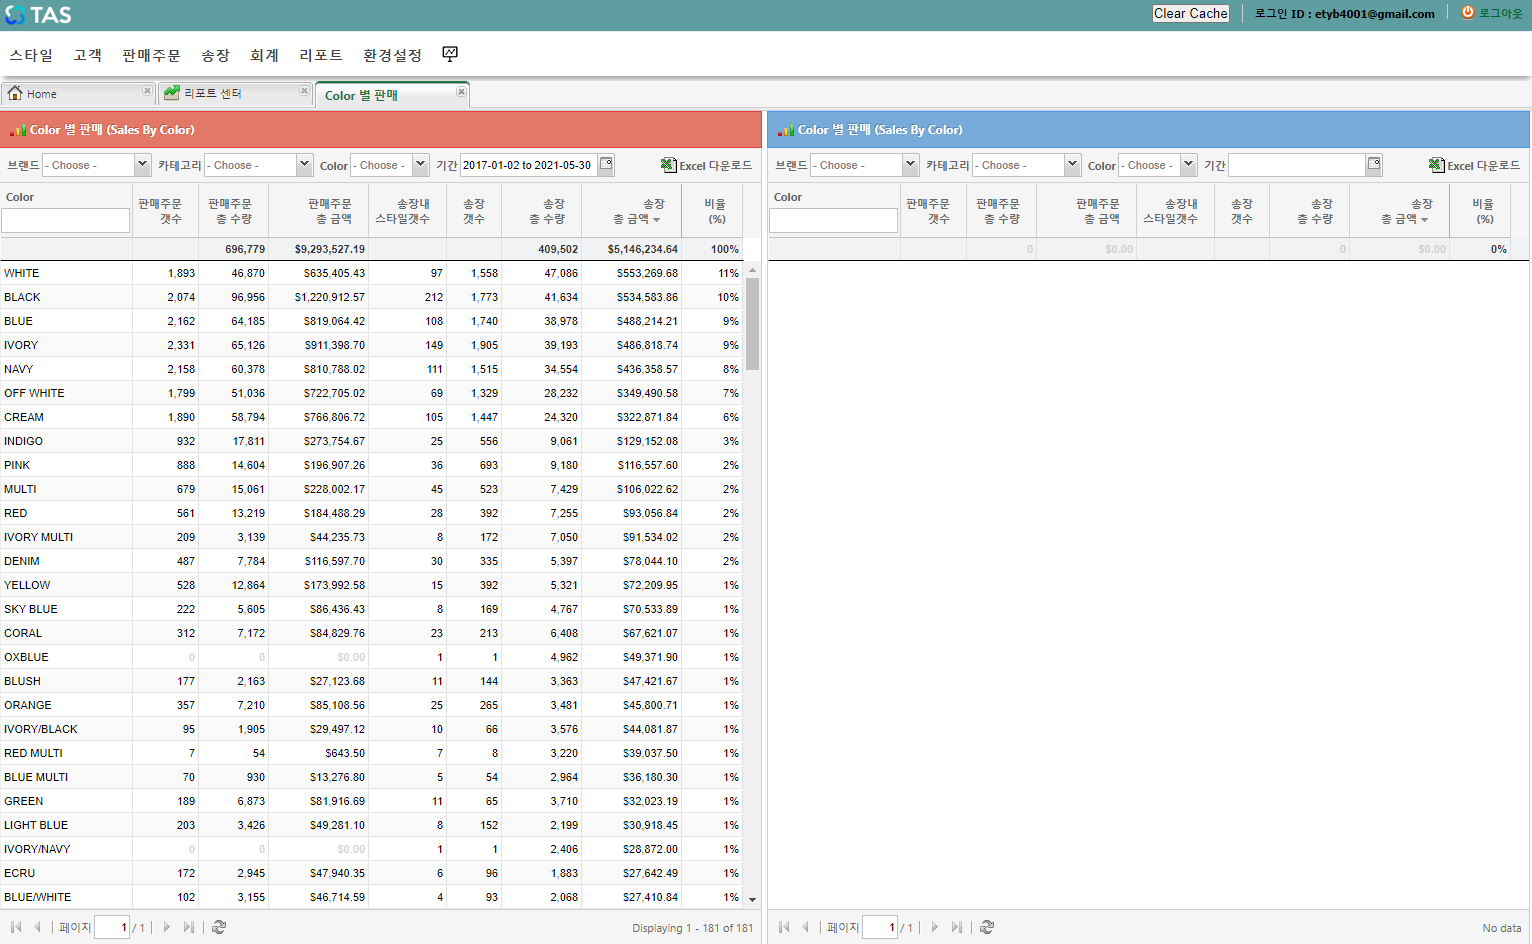 TAS
Clear Cache 로그인 ID : etyb4001@gmail.com 로그아웃
스타일 고객 판매주문 송장 회계 리포트 환경설정
Home 리포트 센터 Color 별 판매
Color 별 판매 (Sales By Color)
브랜드 - Choose - 카테고리 - Choose - Color - Choose - 기간 2017-01-02 to 2021-05-30 Excel 다운로드
Color 판매주문 갯수 판매주문 총 수량 판매주문 총 금액 송장내 스타일갯수 송장 갯수 송장 총 수량 송장 총 금액 비율 (%)
696,779 $9,293,527.19 409,502 $5,146,234.64 100%
WHITE 1,893 46,870 $635,405.43 97 1,558 47,086 $553,269.68 11%
BLACK 2,074 96,956 $1,220,912.57 212 1,773 41,634 $534,583.86 10%
BLUE 2,162 64,185 $819,064.42 108 1,740 38,978 $488,214.21 9%
IVORY 2,331 65,126 $911,398.70 149 1,905 39,193 $486,818.74 9%
NAVY 2,158 60,378 $810,788.02 111 1,515 34,554 $436,358.57 8%
OFF WHITE 1,799 51,036 $722,705.02 69 1,329 28,232 $349,490.58 7%
CREAM 1,890 58,794 $766,806.72 105 1,447 24,320 $322,871.84 6%
INDIGO 932 17,811 $273,754.67 25 556 9,061 $129,152.08 3%
PINK 888 14,604 $196,907.26 36 693 9,180 $116,557.60 2%
MULTI 679 15,061 $228,002.17 45 523 7,429 $106,022.62 2%
RED 561 13,219 $184,488.29 28 392 7,255 $93,056.84 2%
IVORY MULTI 209 3,139 $44,235.73 8 172 7,050 $91,534.02 2%
DENIM 487 7,784 $116,597.70 30 335 5,397 $78,044.10 2%
YELLOW 528 12,864 $173,992.58 15 392 5,321 $72,209.95 1%
SKY BLUE 222 5,605 $86,436.43 8 169 4,767 $70,533.89 1%
CORAL 312 7,172 $84,829.76 23 213 6,408 $67,621.07 1%
OXBLUE 0 0 $0.00 1 1 4,962 $49,371.90 1%
BLUSH 177 2,163 $27,123.68 11 144 3,363 $47,421.67 1%
ORANGE 357 7,210 $85,108.56 25 265 3,481 $45,800.71 1%
IVORY/BLACK 95 1,905 $29,497.12 10 66 3,576 $44,081.87 1%
RED MULTI 7 54 $643.50 7 8 3,220 $39,037.50 1%
BLUE MULTI 70 930 $13,276.80 5 54 2,964 $36,180.30 1%
GREEN 189 6,873 $81,916.69 11 65 3,710 $32,023.19 1%
LIGHT BLUE 203 3,426 $49,281.10 8 152 2,199 $30,918.45 1%
IVORY/NAVY 0 0 $0.00 1 1 2,406 $28,872.00 1%
ECRU 172 2,945 $47,940.35 6 96 1,883 $27,642.49 1%
BLUE/WHITE 102 3,155 $46,714.59 4 93 2,068 $27,410.84 1%
페이지 1 / 1 Displaying 1 - 181 of 181
Color 별 판매 (Sales By Color)
브랜드 - Choose - 카테고리 - Choose - Color - Choose - 기간 Excel 다운로드
Color 판매주문 갯수 판매주문 총 수량 판매주문 총 금액 송장내 스타일갯수 송장 갯수 송장 총 수량 송장 총 금액 비율 (%)
0 $0.00 0 $0.00 0%
페이지 1 / 1 No data